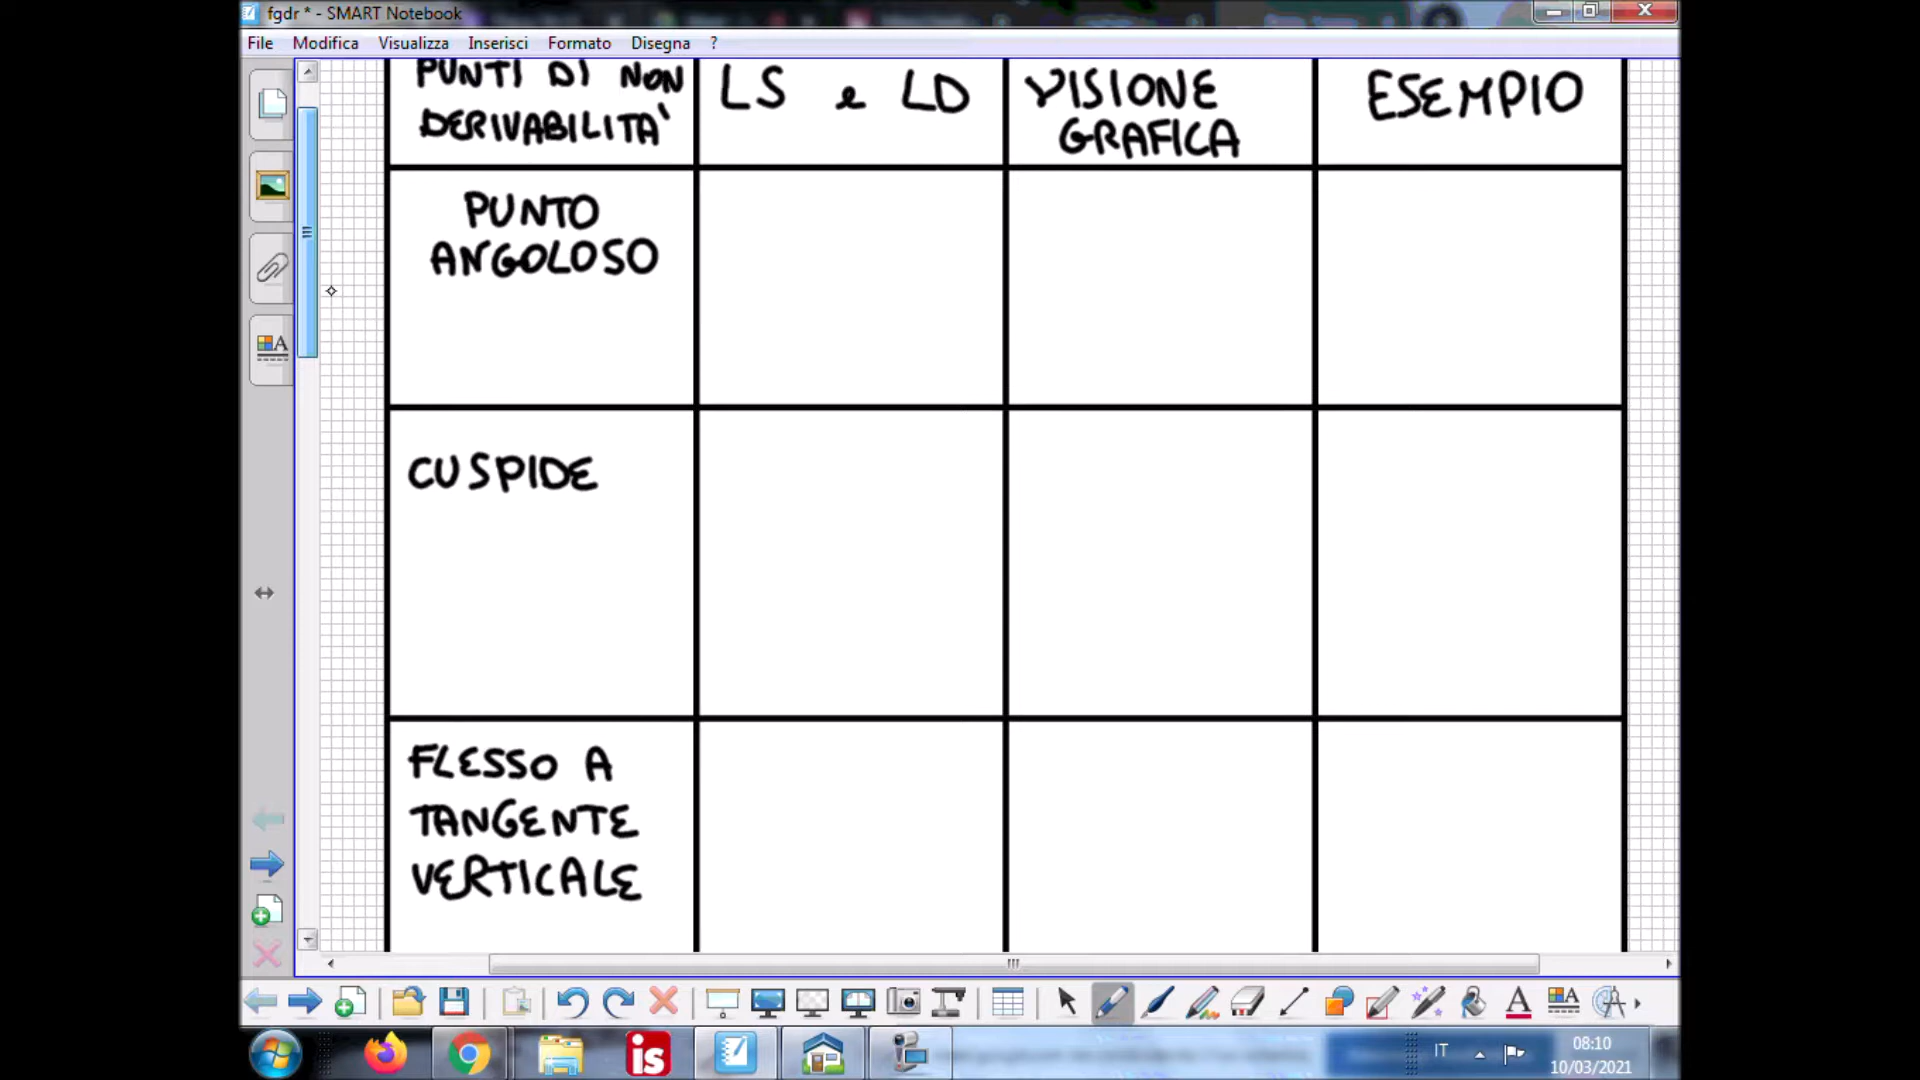 fgdr * - SMART Notebook
File Modifica Visualizza Inserisci Formato Disegna ?
PUNTI DI NON DERIVABILITA'
LS e LD
VISIONE GRAFICA
ESEMPIO
PUNTO
ANGOLOSO
CUSPIDE
FLESSO A
TANGENTE
VERTICALE
IT
08:10
10/03/2021